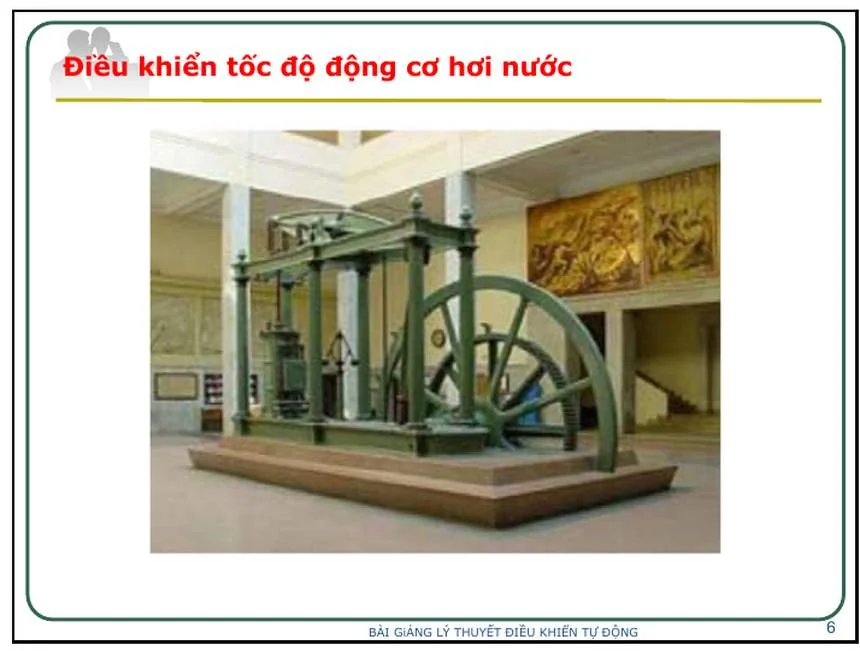 Điều khiển tốc độ động cơ hơi nước
BÀI GiẢNG LÝ THUYẾT ĐIỀU KHIỂN TỰ ĐỘNG
6